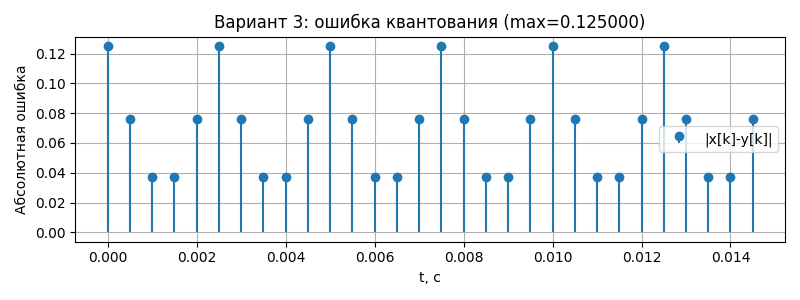 Вариант 3: ошибка квантования (max=0.125000)
Абсолютная ошибка
0.12
0.10
0.08
0.06
0.04
0.02
0.00
|x[k]-y[k]|
0.000 0.002 0.004 0.006 0.008 0.010 0.012 0.014
t, с